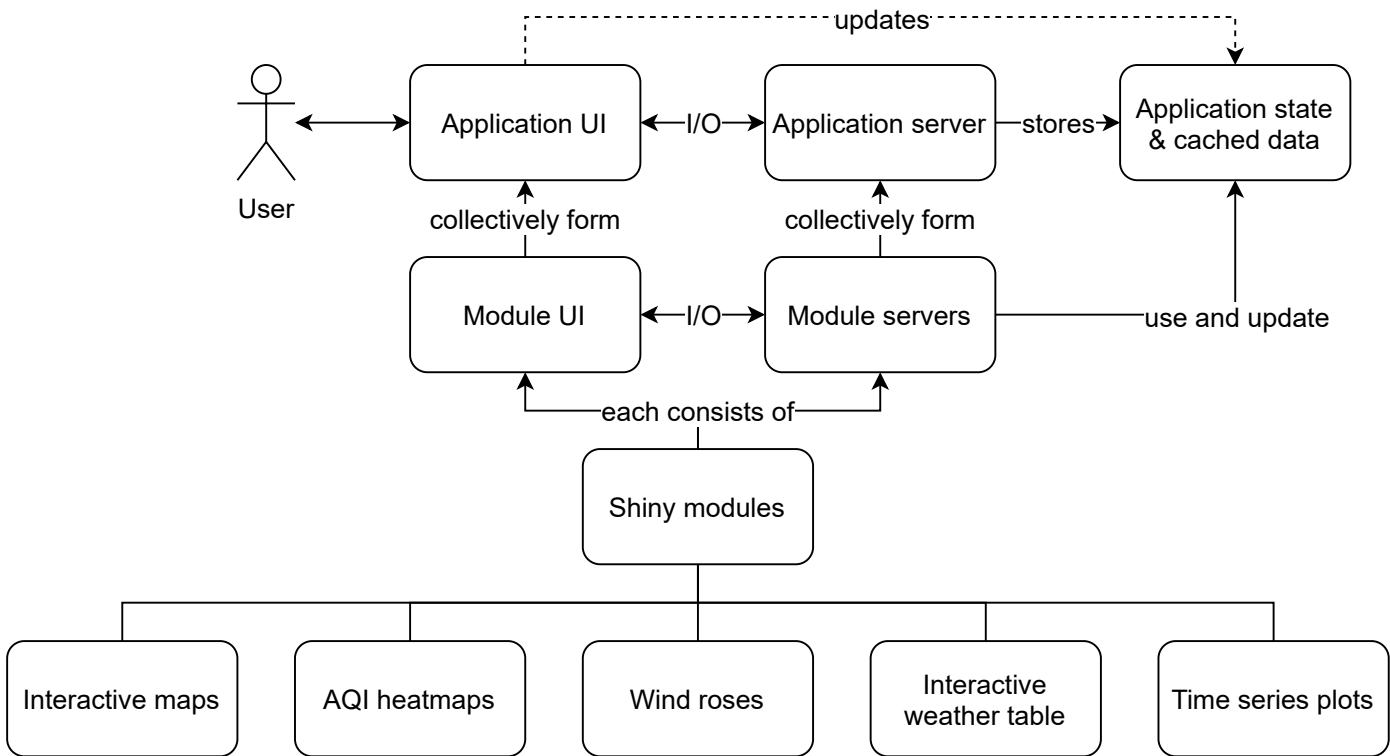 updates
Application UI
I/O
Application server
stores
Application state
& cached data
User
collectively form
collectively form
Module UI
I/O
Module servers
use and update
each consists of
Shiny modules
Interactive maps
AQI heatmaps
Wind roses
Interactive
weather table
Time series plots